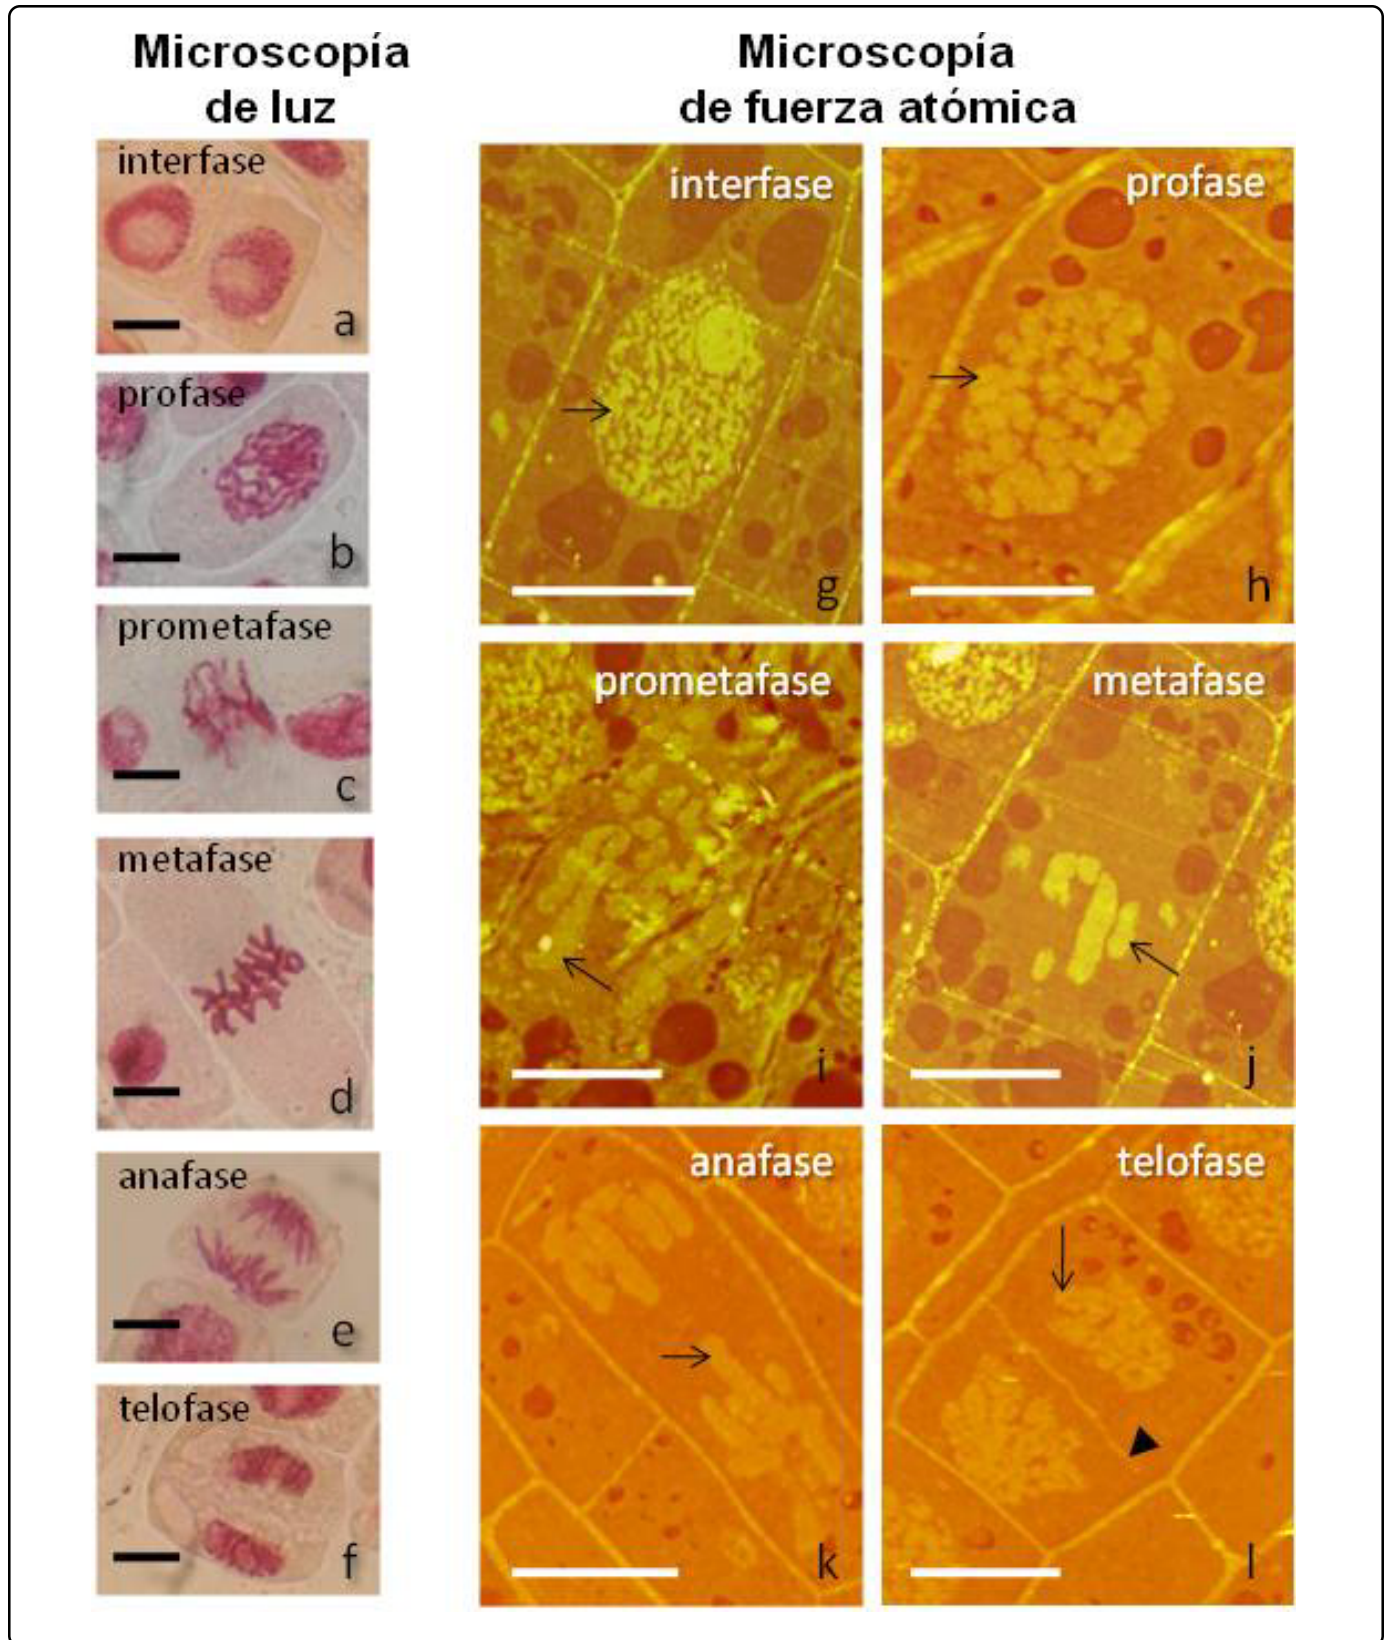 Microscopía
de luz
Microscopía
de fuerza atómica
interfase
a
profase
b
prometafase
c
metafase
d
anafase
e
telofase
f
interfase
g
profase
h
prometafase
i
metafase
j
anafase
k
telofase
l